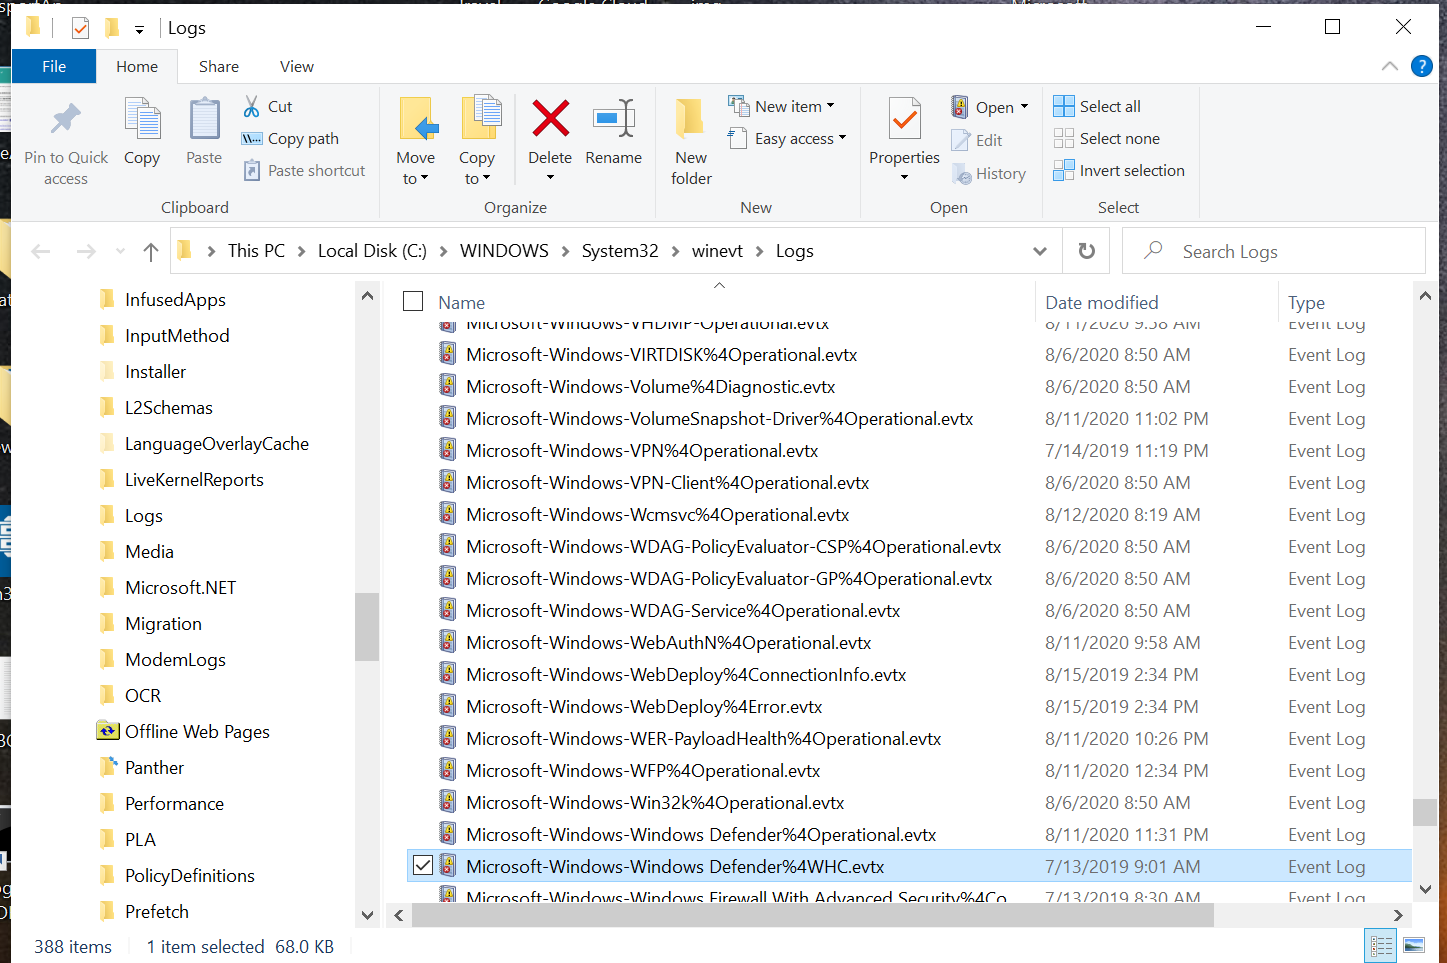 Logs
File Home Share View
Pin to Quick access
Copy
Paste
Cut
Copy path
Paste shortcut
Clipboard
Move to
Copy to
Delete
Rename
Organize
New folder
New item
Easy access
New
Properties
Open
Edit
History
Open
Select all
Select none
Invert selection
Select
This PC Local Disk (C:) WINDOWS System32 winevt Logs
Search Logs
InfusedApps
InputMethod
Installer
L2Schemas
LanguageOverlayCache
LiveKernelReports
Logs
Media
Microsoft.NET
Migration
ModemLogs
OCR
Offline Web Pages
Panther
Performance
PLA
PolicyDefinitions
Prefetch
Name Date modified Type
Microsoft-Windows-VHDMP-Operational.evtx 8/11/2020 9:58 AM Event Log
Microsoft-Windows-VIRTDISK%4Operational.evtx 8/6/2020 8:50 AM Event Log
Microsoft-Windows-Volume%4Diagnostic.evtx 8/6/2020 8:50 AM Event Log
Microsoft-Windows-VolumeSnapshot-Driver%4Operational.evtx 8/11/2020 11:02 PM Event Log
Microsoft-Windows-VPN%4Operational.evtx 7/14/2019 11:19 PM Event Log
Microsoft-Windows-VPN-Client%4Operational.evtx 8/6/2020 8:50 AM Event Log
Microsoft-Windows-Wcmsvc%4Operational.evtx 8/12/2020 8:19 AM Event Log
Microsoft-Windows-WDAG-PolicyEvaluator-CSP%4Operational.evtx 8/6/2020 8:50 AM Event Log
Microsoft-Windows-WDAG-PolicyEvaluator-GP%4Operational.evtx 8/6/2020 8:50 AM Event Log
Microsoft-Windows-WDAG-Service%4Operational.evtx 8/6/2020 8:50 AM Event Log
Microsoft-Windows-WebAuthN%4Operational.evtx 8/11/2020 9:58 AM Event Log
Microsoft-Windows-WebDeploy%4ConnectionInfo.evtx 8/15/2019 2:34 PM Event Log
Microsoft-Windows-WebDeploy%4Error.evtx 8/15/2019 2:34 PM Event Log
Microsoft-Windows-WER-PayloadHealth%4Operational.evtx 8/11/2020 10:26 PM Event Log
Microsoft-Windows-WFP%4Operational.evtx 8/11/2020 12:34 PM Event Log
Microsoft-Windows-Win32k%4Operational.evtx 8/6/2020 8:50 AM Event Log
Microsoft-Windows-Windows Defender%4Operational.evtx 8/11/2020 11:31 PM Event Log
Microsoft-Windows-Windows Defender%4WHC.evtx 7/13/2019 9:01 AM Event Log
Microsoft-Windows-Windows Firewall With Advanced Security%4Co 7/13/2019 8:30 AM Event Log
388 items 1 item selected 68.0 KB